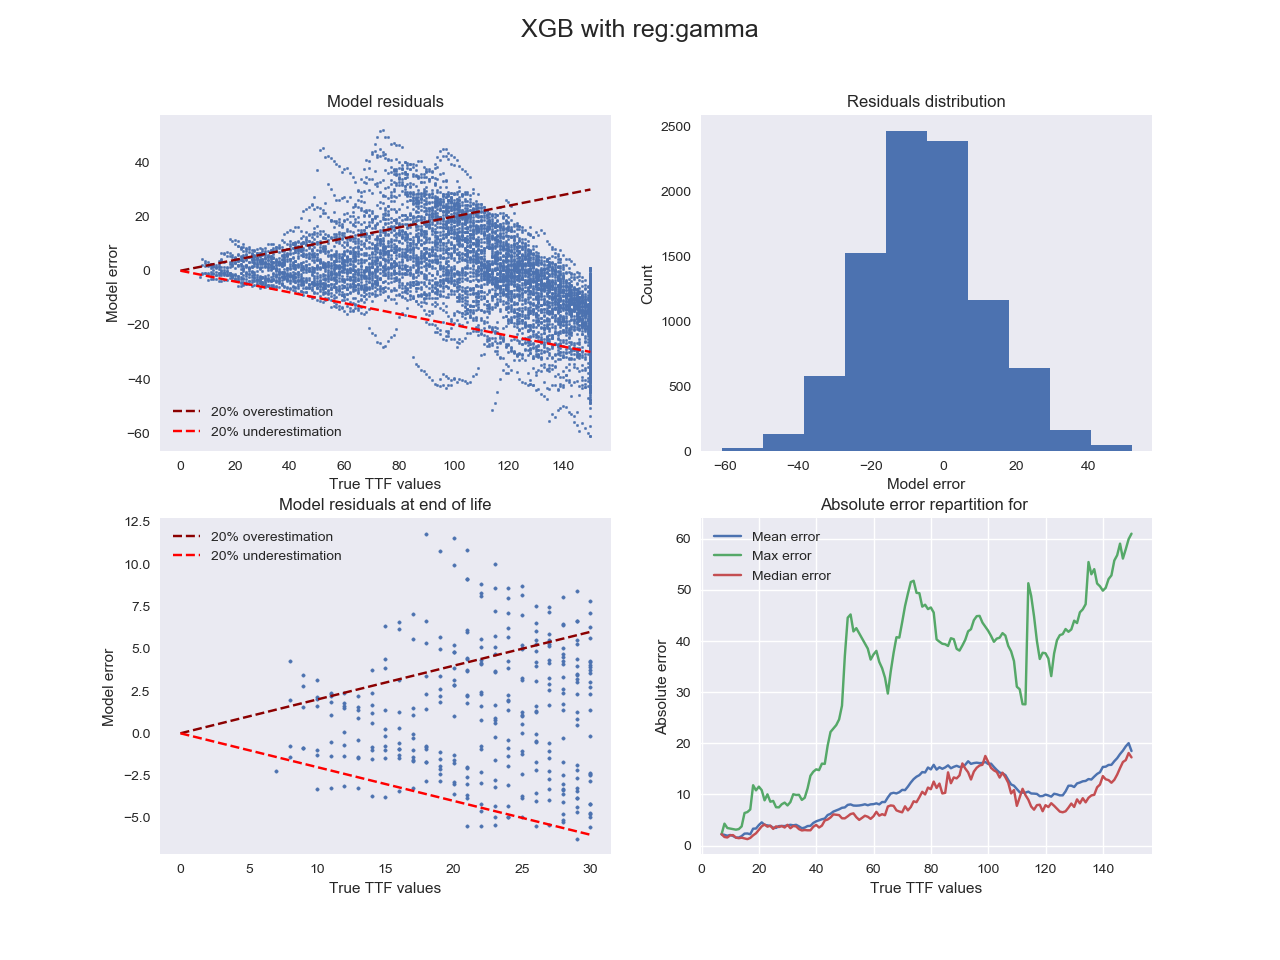 XGB with reg:gamma
Model residuals
Model error
40
20
0
−20
−40
−60
20% overestimation
20% underestimation
0 20 40 60 80 100 120 140
True TTF values
Residuals distribution
Count
2500
2000
1500
1000
500
0
−60 −40 −20 0 20 40
Model error
Model residuals at end of life
Model error
12.5
10.0
7.5
5.0
2.5
0.0
−2.5
−5.0
20% overestimation
20% underestimation
0 5 10 15 20 25 30
True TTF values
Absolute error repartition for
Absolute error
60
50
40
30
20
10
0
Mean error
Max error
Median error
0 20 40 60 80 100 120 140
True TTF values